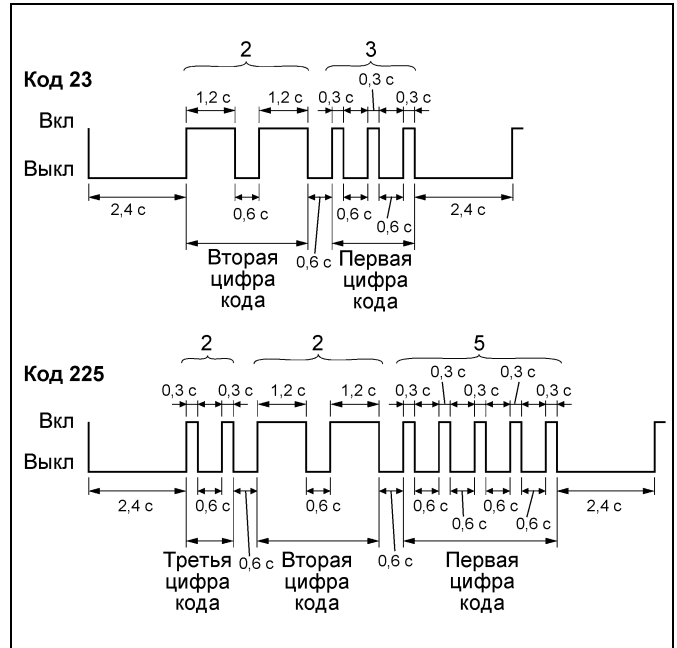 2 3
Код 23
0,3 с
1,2 с 1,2 с 0,3 с 0,3 с
Вкл
Выкл
2,4 с 0,6 с 0,6 с 2,4 с
0,6 с
Вторая 0,6 с Первая
цифра цифра
кода кода
2 2 5
Код 225
0,3 с 0,3 с
0,3 с 0,3 с 1,2 с 1,2 с 0,3 с 0,3 с 0,3 с
Вкл
Выкл
2,4 с 0,6 с 0,6 с 0,6 с 0,6 с 2,4 с
0,6 с 0,6 с
Третья 0,6 с Вторая 0,6 с Первая
цифра цифра цифра
кода кода кода